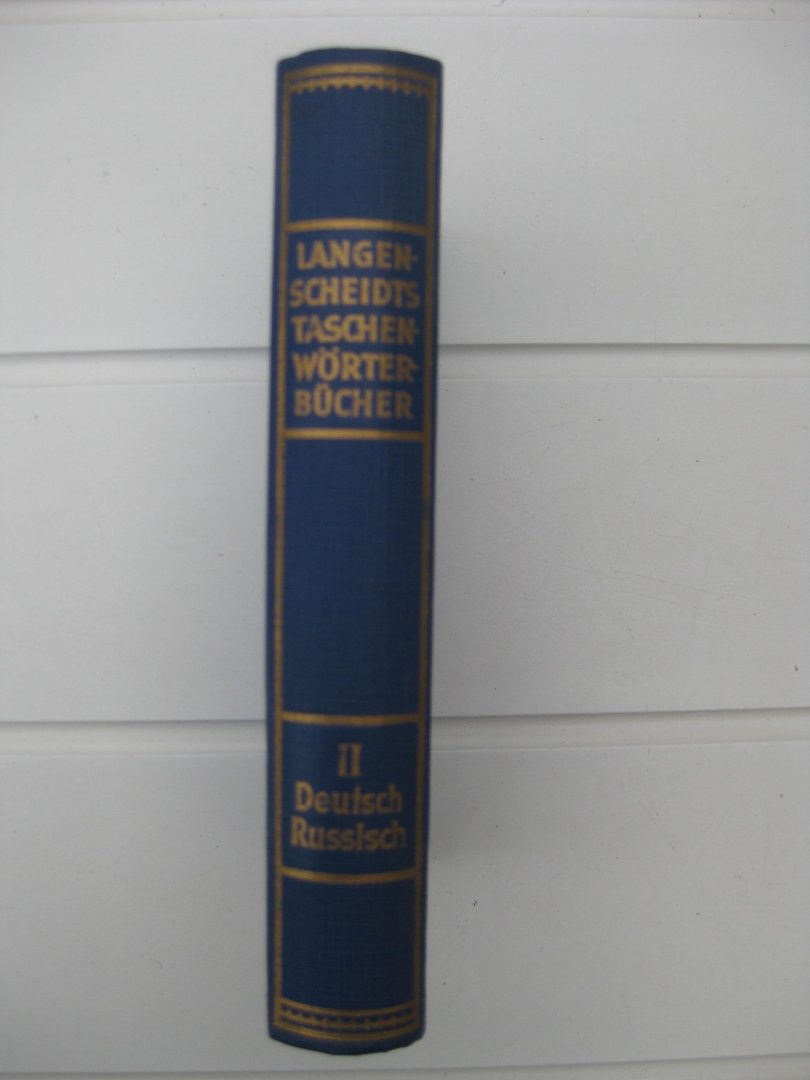 LANGEN-
SCHEIDTS
TASCHEN-
WÖRTER-
BÜCHER
II
Deutsch
Russisch